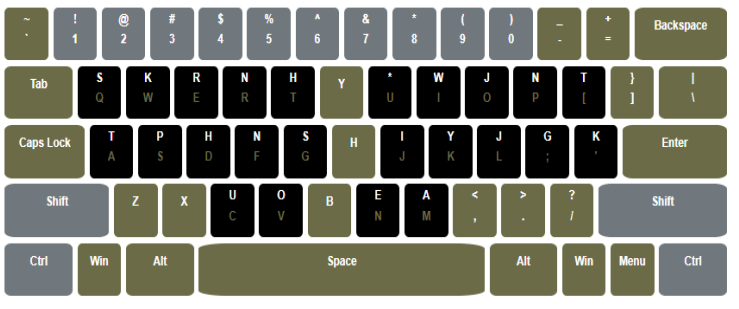 ~ ! @ # $ % ^ & * ( ) _ + Backspace
` 1 2 3 4 5 6 7 8 9 0 - =
Tab S K R N H Y * W J N T } |
Q W E R T U I O P [ ] \
Caps Lock T P H N S H I Y J G K Enter
A S D F G J K L ; '
Shift Z X U O B E A < > ? Shift
C V N M , . /
Ctrl Win Alt Space Alt Win Menu Ctrl